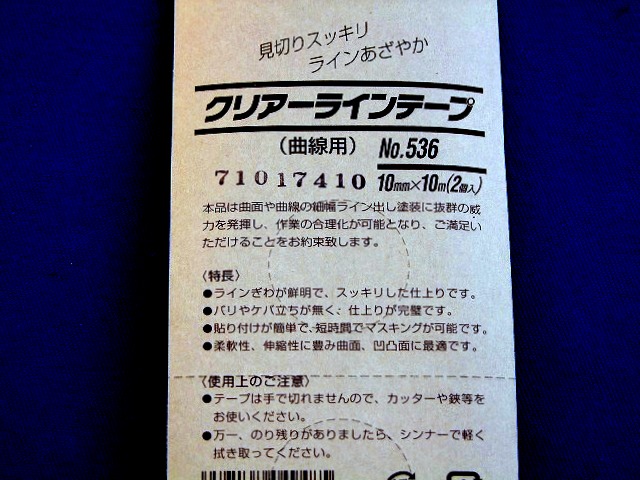 見切りスッキリ
ラインあざやか
クリアーラインテープ
（曲線用） No.536
71017410 10mm×10m(2個入)
本品は曲面や曲線の細幅ライン出し塗装に抜群の威
力を発揮し、作業の合理化が可能となり、ご満足い
ただけることをお約束致します。
〈特長〉
●ラインぎわが鮮明で、スッキリした仕上りです。
●バリやケバ立ちが無く、仕上りが完璧です。
●貼り付けが簡単で、短時間でマスキングが可能です。
●柔軟性、伸縮性に豊み曲面、凹凸面に最適です。
〈使用上のご注意〉
●テープは手で切れませんので、カッターや鋏等を
お使いください。
●万一、のり残りがありましたら、シンナーで軽く
拭き取ってください。